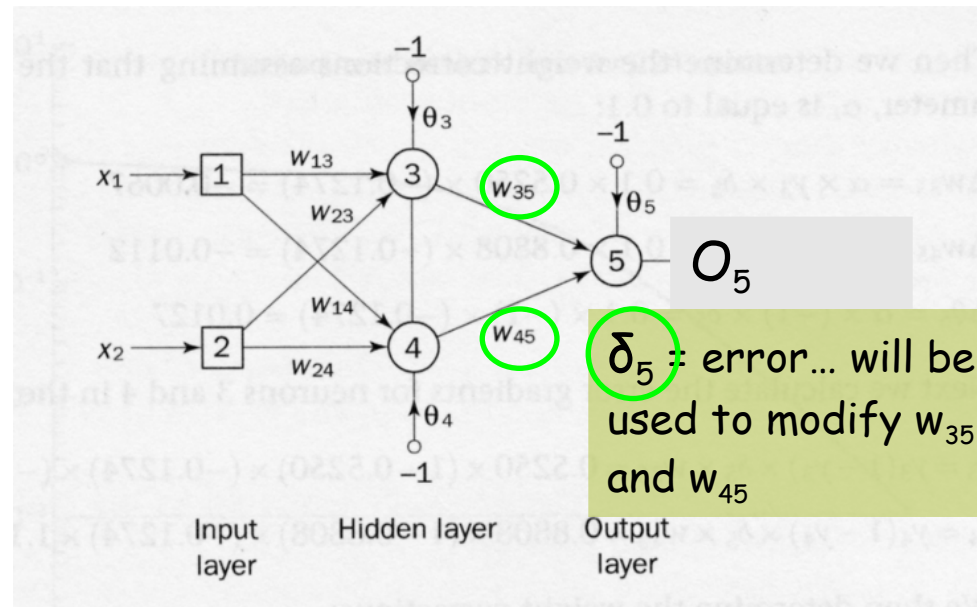 –1
θ3
–1
x1
1
w13
3
w35
θ5
w23
5
O5
w14
x2
2
w24
4
w45
δ5 = error... will be
used to modify w35
and w45
θ4
–1
Input
layer
Hidden layer
Output
layer